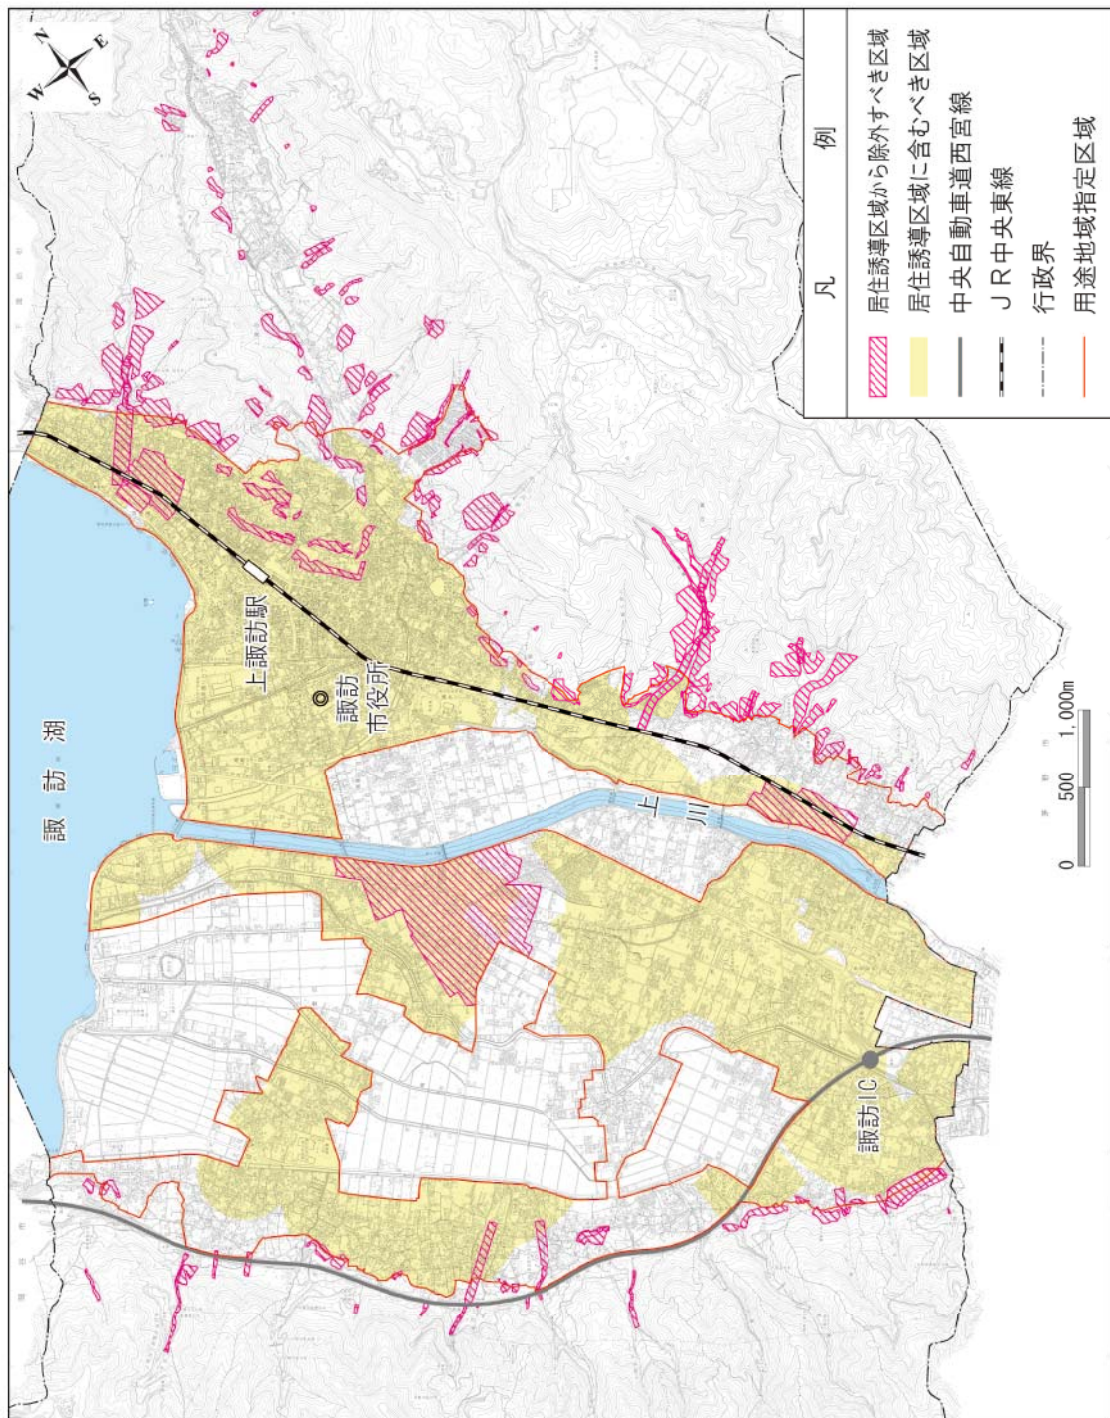 N
E
W
S
諏訪湖
上諏訪駅
諏訪
市役所
上川
諏訪IC
凡例
居住誘導区域から除外すべき区域
居住誘導区域に含むべき区域
中央自動車道西宮線
JR中央東線
行政界
用途地域指定区域
0 500 1,000m